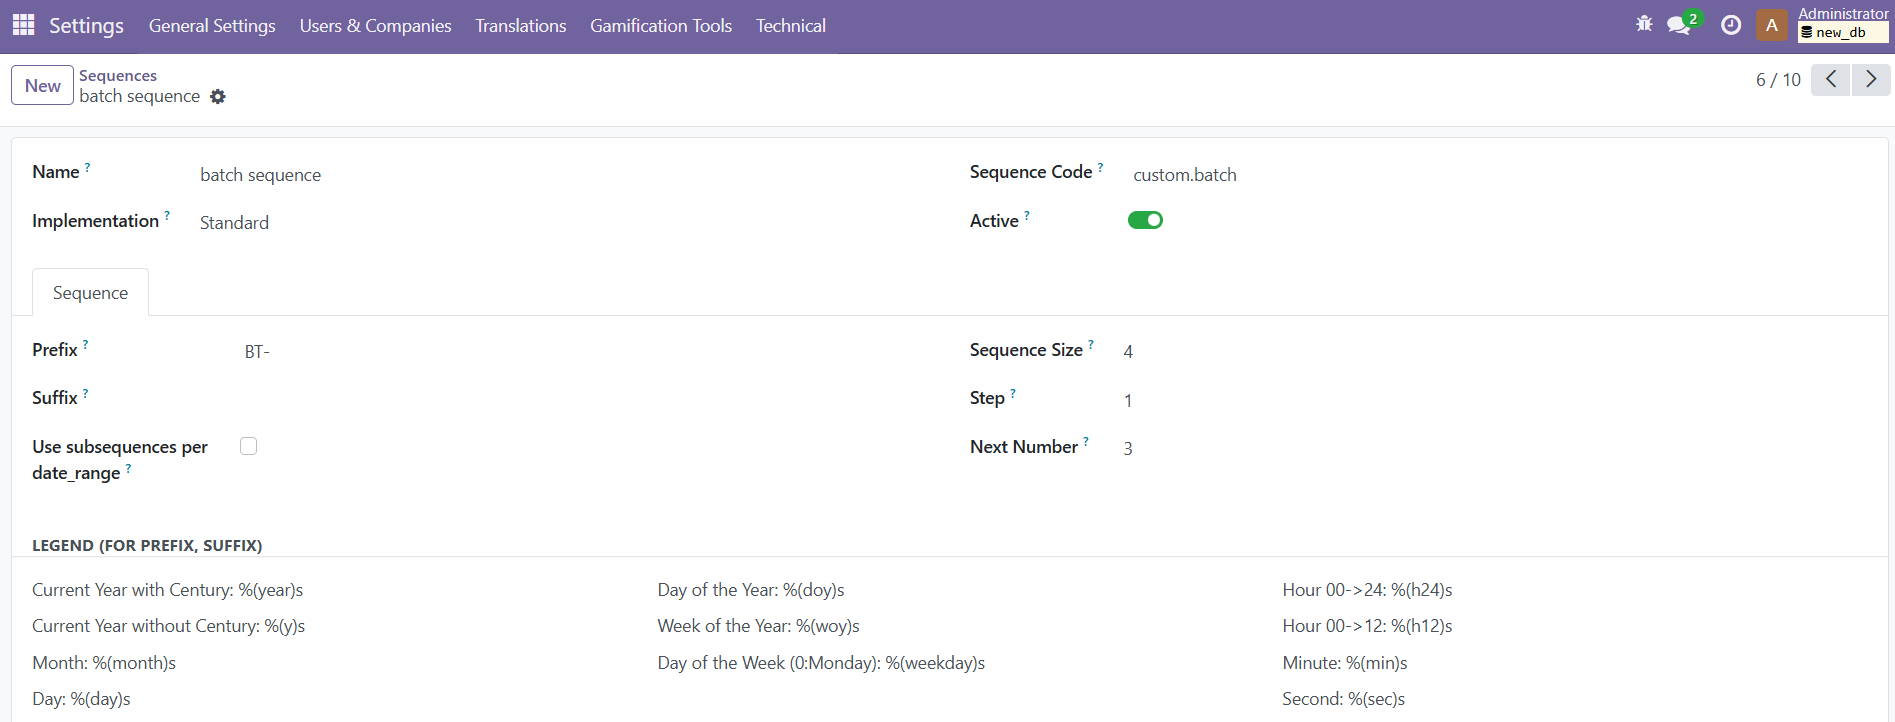 Settings General Settings Users & Companies Translations Gamification Tools Technical 2 A Administrator
new_db
New Sequences 6 / 10
batch sequence
Name ? batch sequence Sequence Code ? custom.batch
Implementation ? Standard Active ?
Sequence
Prefix ? BT- Sequence Size ? 4
Suffix ? Step ? 1
Use subsequences per Next Number ? 3
date_range ?
LEGEND (FOR PREFIX, SUFFIX)
Current Year with Century: %(year)s Day of the Year: %(doy)s Hour 00->24: %(h24)s
Current Year without Century: %(y)s Week of the Year: %(woy)s Hour 00->12: %(h12)s
Month: %(month)s Day of the Week (0:Monday): %(weekday)s Minute: %(min)s
Day: %(day)s Second: %(sec)s